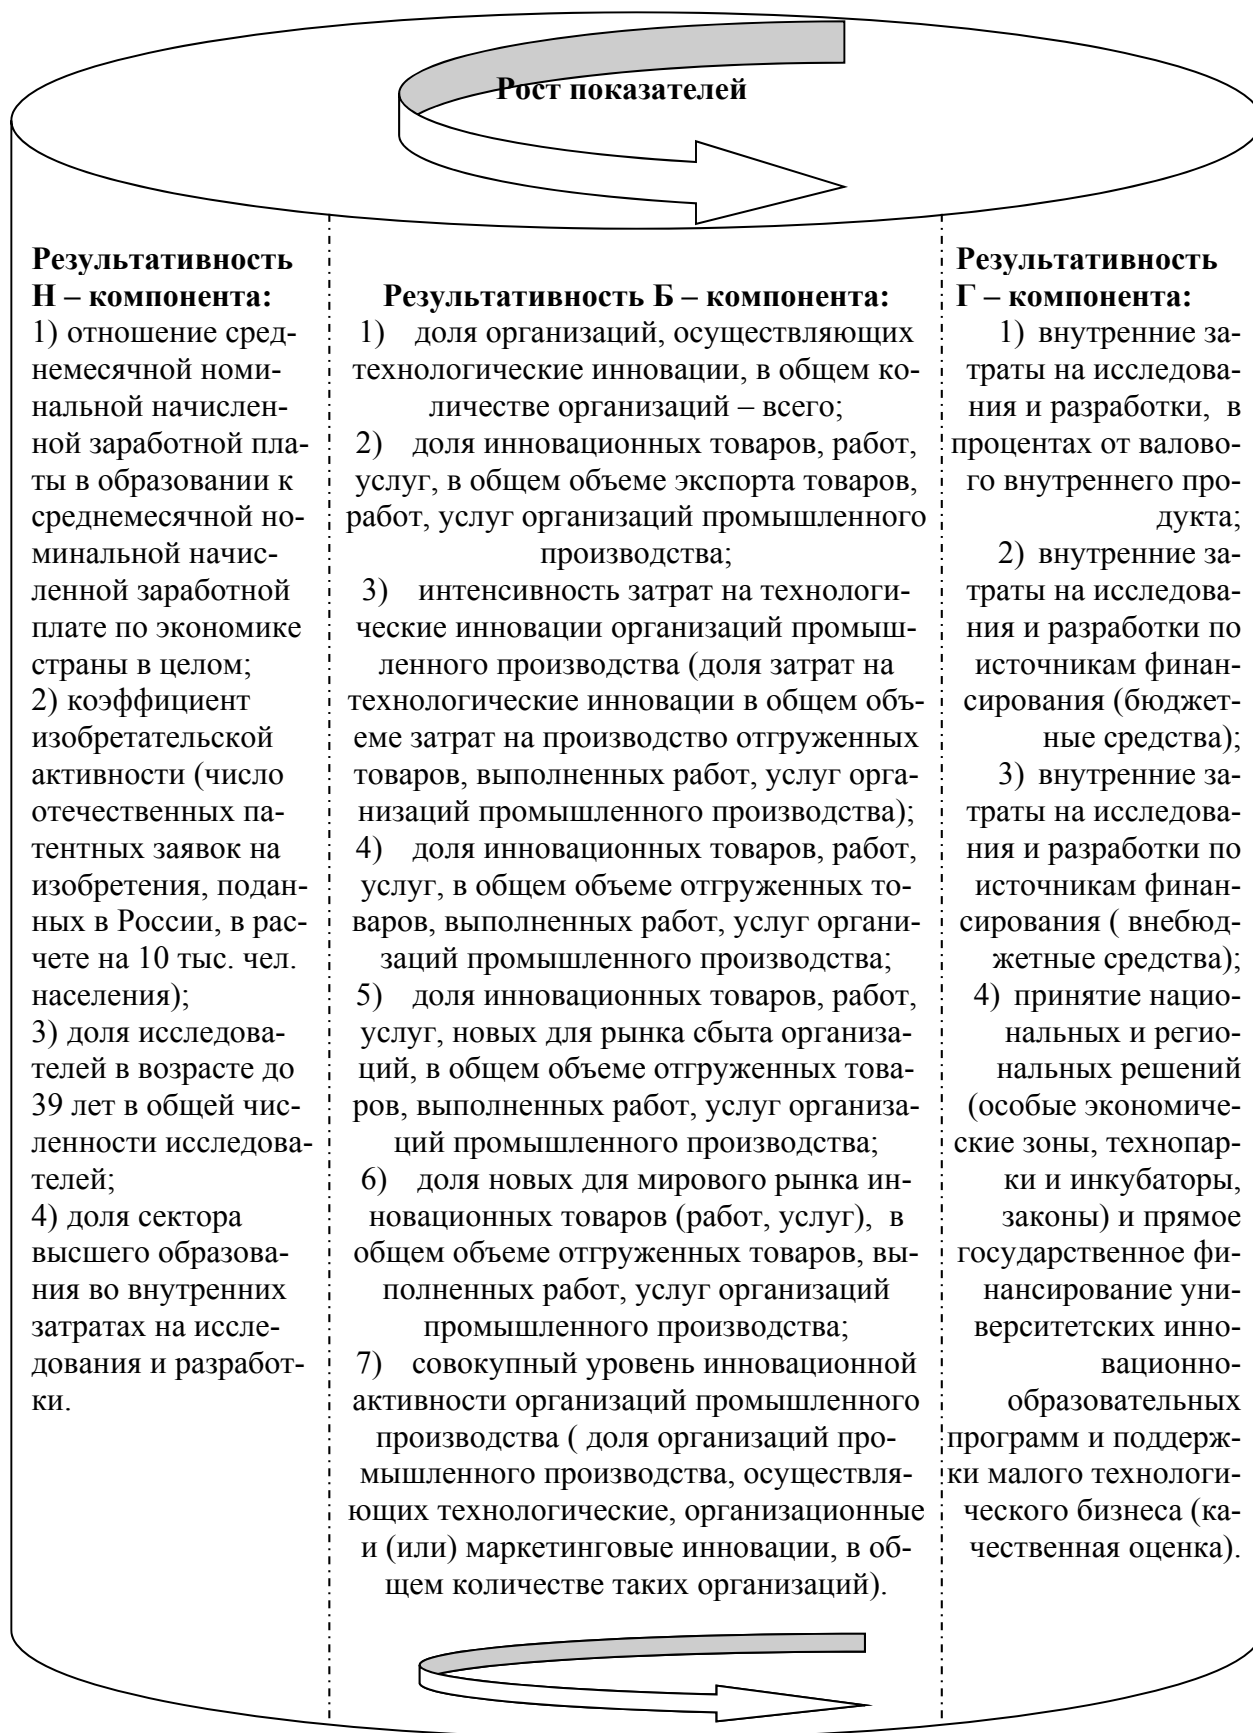 Рост показателей
Результативность
Н – компонента:
1) отношение сред-
немесячной номи-
нальной начислен-
ной заработной пла-
ты в образовании к
среднемесячной но-
минальной начис-
ленной заработной
плате по экономике
страны в целом;
2) коэффициент
изобретательской
активности (число
отечественных па-
тентных заявок на
изобретения, подан-
ных в России, в рас-
чете на 10 тыс. чел.
населения);
3) доля исследова-
телей в возрасте до
39 лет в общей чис-
ленности исследова-
телей;
4) доля сектора
высшего образова-
ния во внутренних
затратах на иссле-
дования и разработ-
ки.
Результативность Б – компонента:
1) доля организаций, осуществляющих
технологические инновации, в общем ко-
личестве организаций – всего;
2) доля инновационных товаров, работ,
услуг, в общем объеме экспорта товаров,
работ, услуг организаций промышленного
производства;
3) интенсивность затрат на технологи-
ческие инновации организаций промыш-
ленного производства (доля затрат на
технологические инновации в общем объ-
еме затрат на производство отгруженных
товаров, выполненных работ, услуг орга-
низаций промышленного производства);
4) доля инновационных товаров, работ,
услуг, в общем объеме отгруженных то-
варов, выполненных работ, услуг органи-
заций промышленного производства;
5) доля инновационных товаров, работ,
услуг, новых для рынка сбыта организа-
ций, в общем объеме отгруженных това-
ров, выполненных работ, услуг организа-
ций промышленного производства;
6) доля новых для мирового рынка ин-
новационных товаров (работ, услуг), в
общем объеме отгруженных товаров, вы-
полненных работ, услуг организаций
промышленного производства;
7) совокупный уровень инновационной
активности организаций промышленного
производства ( доля организаций про-
мышленного производства, осуществля-
ющих технологические, организационные
и (или) маркетинговые инновации, в об-
щем количестве таких организаций).
Результативность
Г – компонента:
1) внутренние за-
траты на исследова-
ния и разработки, в
процентах от валово-
го внутреннего про-
дукта;
2) внутренние за-
траты на исследова-
ния и разработки по
источникам финан-
сирования (бюджет-
ные средства);
3) внутренние за-
траты на исследова-
ния и разработки по
источникам финан-
сирования ( внебюд-
жетные средства);
4) принятие нацио-
нальных и регио-
нальных решений
(особые экономиче-
ские зоны, технопар-
ки и инкубаторы,
законы) и прямое
государственное фи-
нансирование уни-
верситетских инно-
вационно-
образовательных
программ и поддерж-
ки малого технологи-
ческого бизнеса (ка-
чественная оценка).